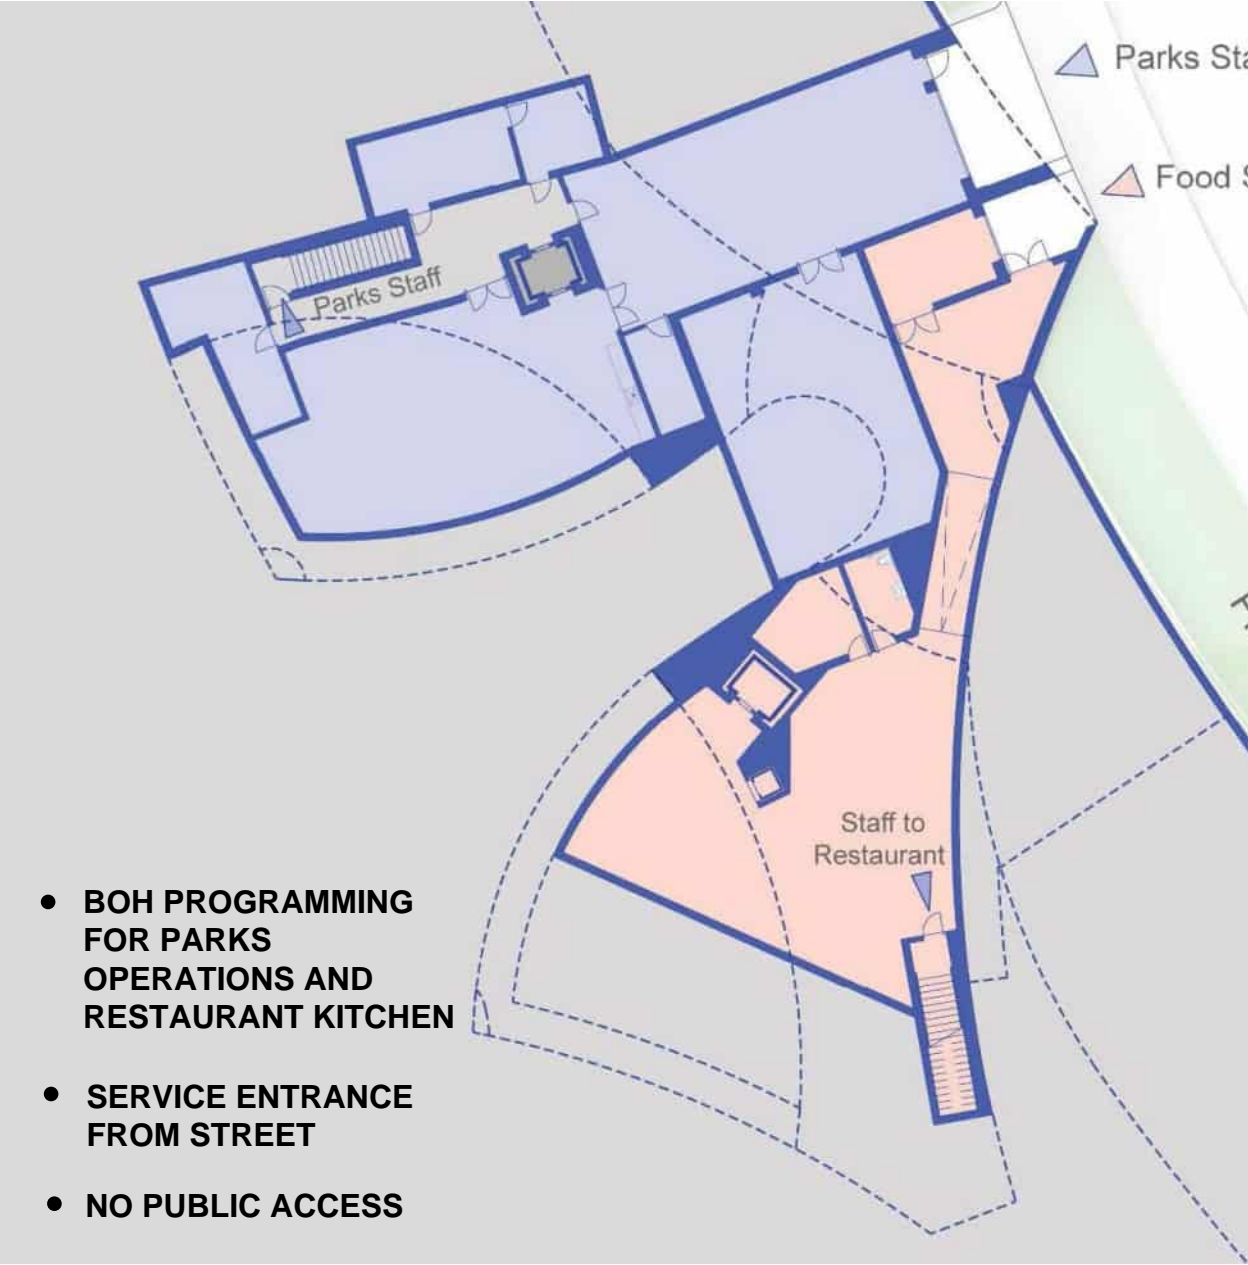 Parks Sta
Food S
Parks Staff
Staff to
Restaurant
• BOH PROGRAMMING
FOR PARKS
OPERATIONS AND
RESTAURANT KITCHEN
• SERVICE ENTRANCE
FROM STREET
• NO PUBLIC ACCESS